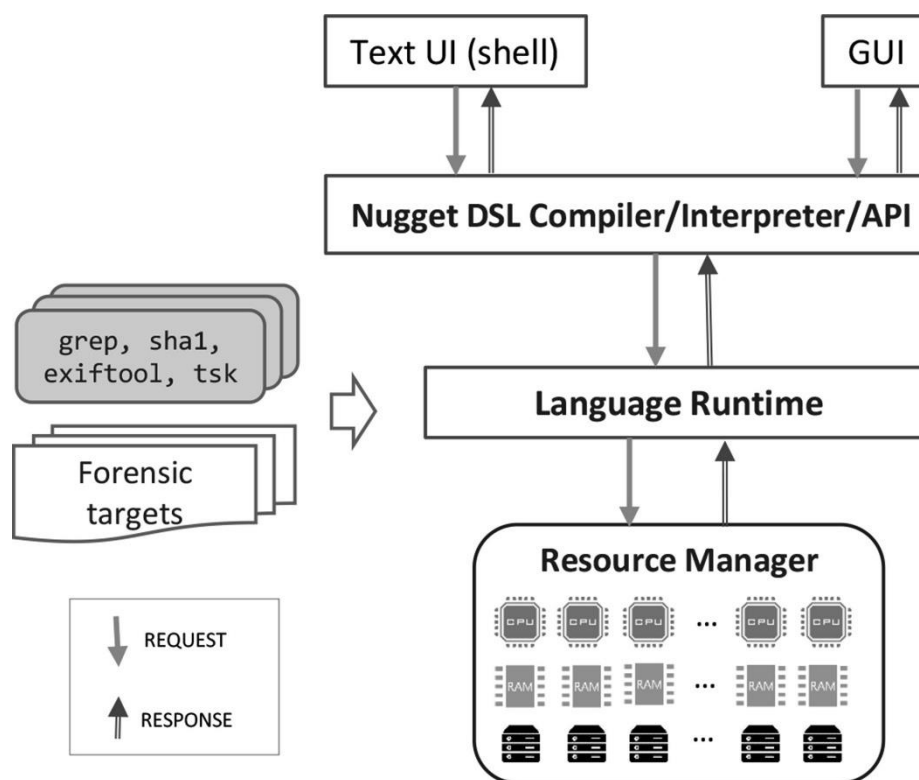 Text UI (shell)
GUI
Nugget DSL Compiler/Interpreter/API
grep, sha1,
exiftool, tsk
Language Runtime
Forensic
targets
Resource Manager
CPU CPU CPU ... CPU CPU
RAM RAM RAM ... RAM RAM
...
REQUEST
RESPONSE